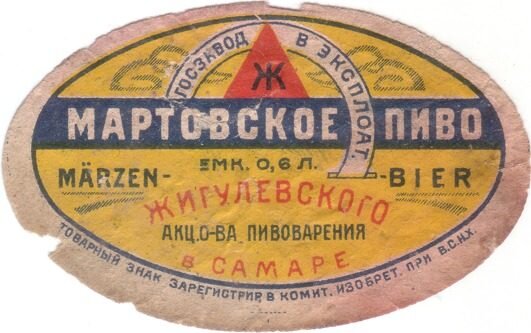 ГОСЗАВОД В ЭКСПЛОАТ.
Ж
МАРТОВСКОЕ ПИВО
ЕМК. 0,6 Л.
MÄRZEN - - BIER
ЖИГУЛЕВСКОГО
АКЦ. О-ВА ПИВОВАРЕНИЯ
В САМАРЕ
ТОВАРНЫЙ ЗНАК ЗАРЕГИСТРИР. В КОМИТ. ИЗОБРЕТ. ПРИ В.С.Н.Х.